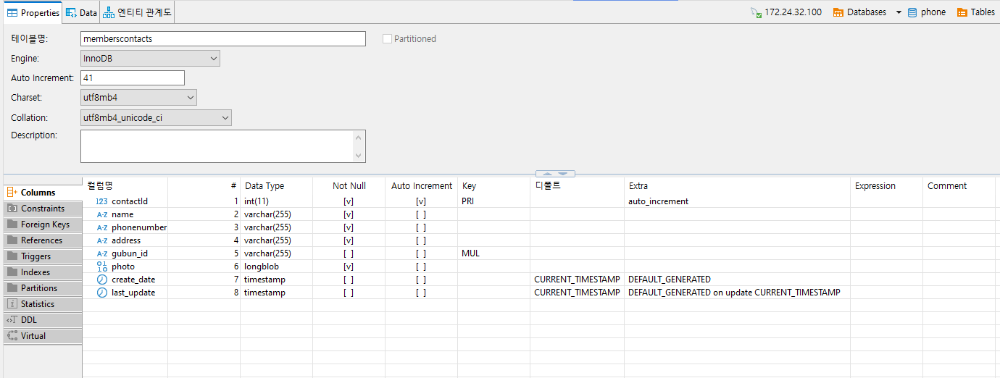 Properties Data 엔티티 관계도 172.24.32.100 Databases phone Tables
테이블명: memberscontacts Partitioned
Engine: InnoDB
Auto Increment: 41
Charset: utf8mb4
Collation: utf8mb4_unicode_ci
Description:
컬럼명 # Data Type Not Null Auto Increment Key 디폴트 Extra Expression Comment
Columns
Constraints
Foreign Keys
References
Triggers
Indexes
Partitions
Statistics
DDL
Virtual
123 contactId 1 int(11) [v] [v] PRI auto_increment
A-Z name 2 varchar(255) [v] [ ]
A-Z phonenumber 3 varchar(255) [v] [ ]
A-Z address 4 varchar(255) [v] [ ]
A-Z gubun_id 5 varchar(255) [ ] [ ] MUL
photo 6 longblob [v] [ ]
create_date 7 timestamp [ ] [ ] CURRENT_TIMESTAMP DEFAULT_GENERATED
last_update 8 timestamp [ ] [ ] CURRENT_TIMESTAMP DEFAULT_GENERATED on update CURRENT_TIMESTAMP